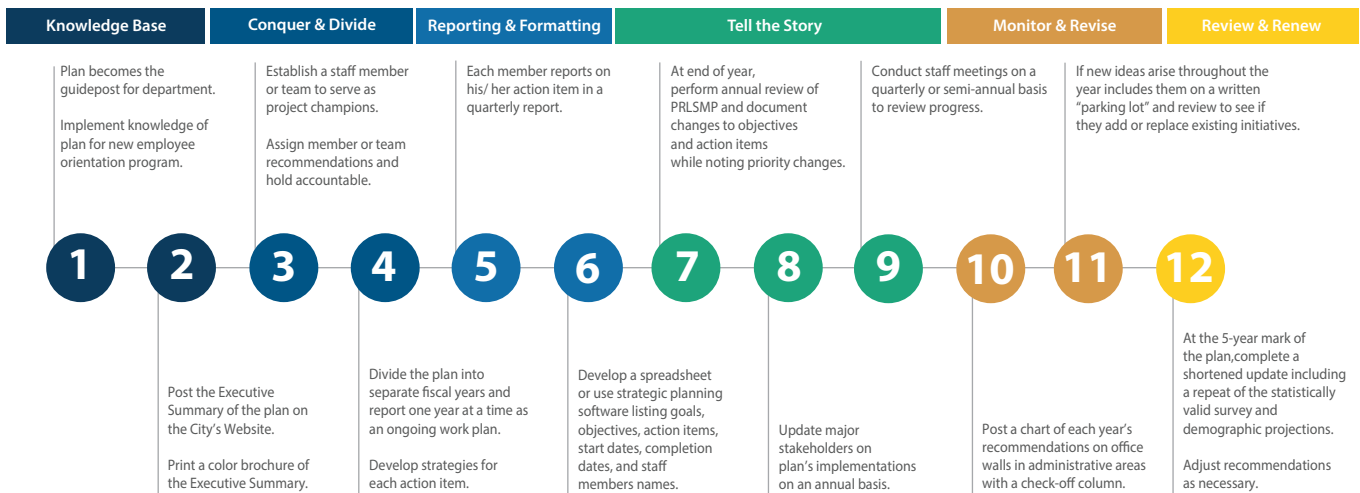 Knowledge Base
Conquer & Divide
Reporting & Formatting
Tell the Story
Monitor & Revise
Review & Renew
Plan becomes the
guidepost for department.
Implement knowledge of
plan for new employee
orientation program.
Establish a staff member
or team to serve as
project champions.
Assign member or team
recommendations and
hold accountable.
Each member reports on
his/ her action item in a
quarterly report.
At end of year,
perform annual review of
PRLSMP and document
changes to objectives
and action items
while noting priority changes.
Conduct staff meetings on a
quarterly or semi-annual basis
to review progress.
If new ideas arise throughout the
year includes them on a written
“parking lot” and review to see if
they add or replace existing initiatives.
1
2
3
4
5
6
7
8
9
10
11
12
Post the Executive
Summary of the plan on
the City’s Website.
Print a color brochure of
the Executive Summary.
Divide the plan into
separate fiscal years and
report one year at a time as
an ongoing work plan.
Develop strategies for
each action item.
Develop a spreadsheet
or use strategic planning
software listing goals,
objectives, action items,
start dates, completion
dates, and staff
members names.
Update major
stakeholders on
plan’s implementations
on an annual basis.
Post a chart of each year’s
recommendations on office
walls in administrative areas
with a check-off column.
At the 5-year mark of
the plan,complete a
shortened update including
a repeat of the statistically
valid survey and
demographic projections.
Adjust recommendations
as necessary.